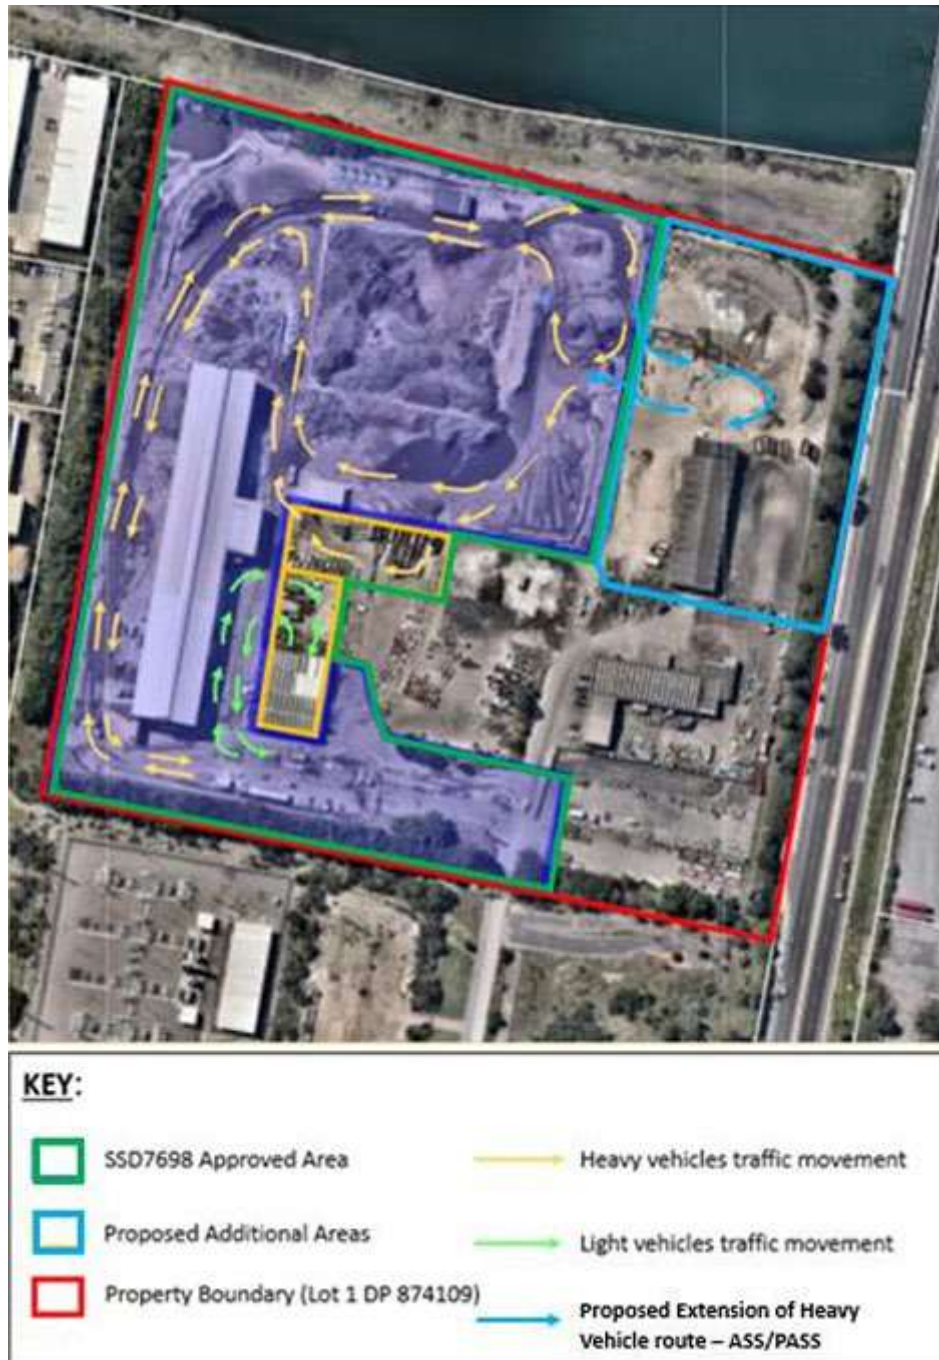 KEY:
SSD7698 Approved Area
Heavy vehicles traffic movement
Proposed Additional Areas
Light vehicles traffic movement
Property Boundary (Lot 1 DP 874109)
Proposed Extension of Heavy
Vehicle route – ASS/PASS